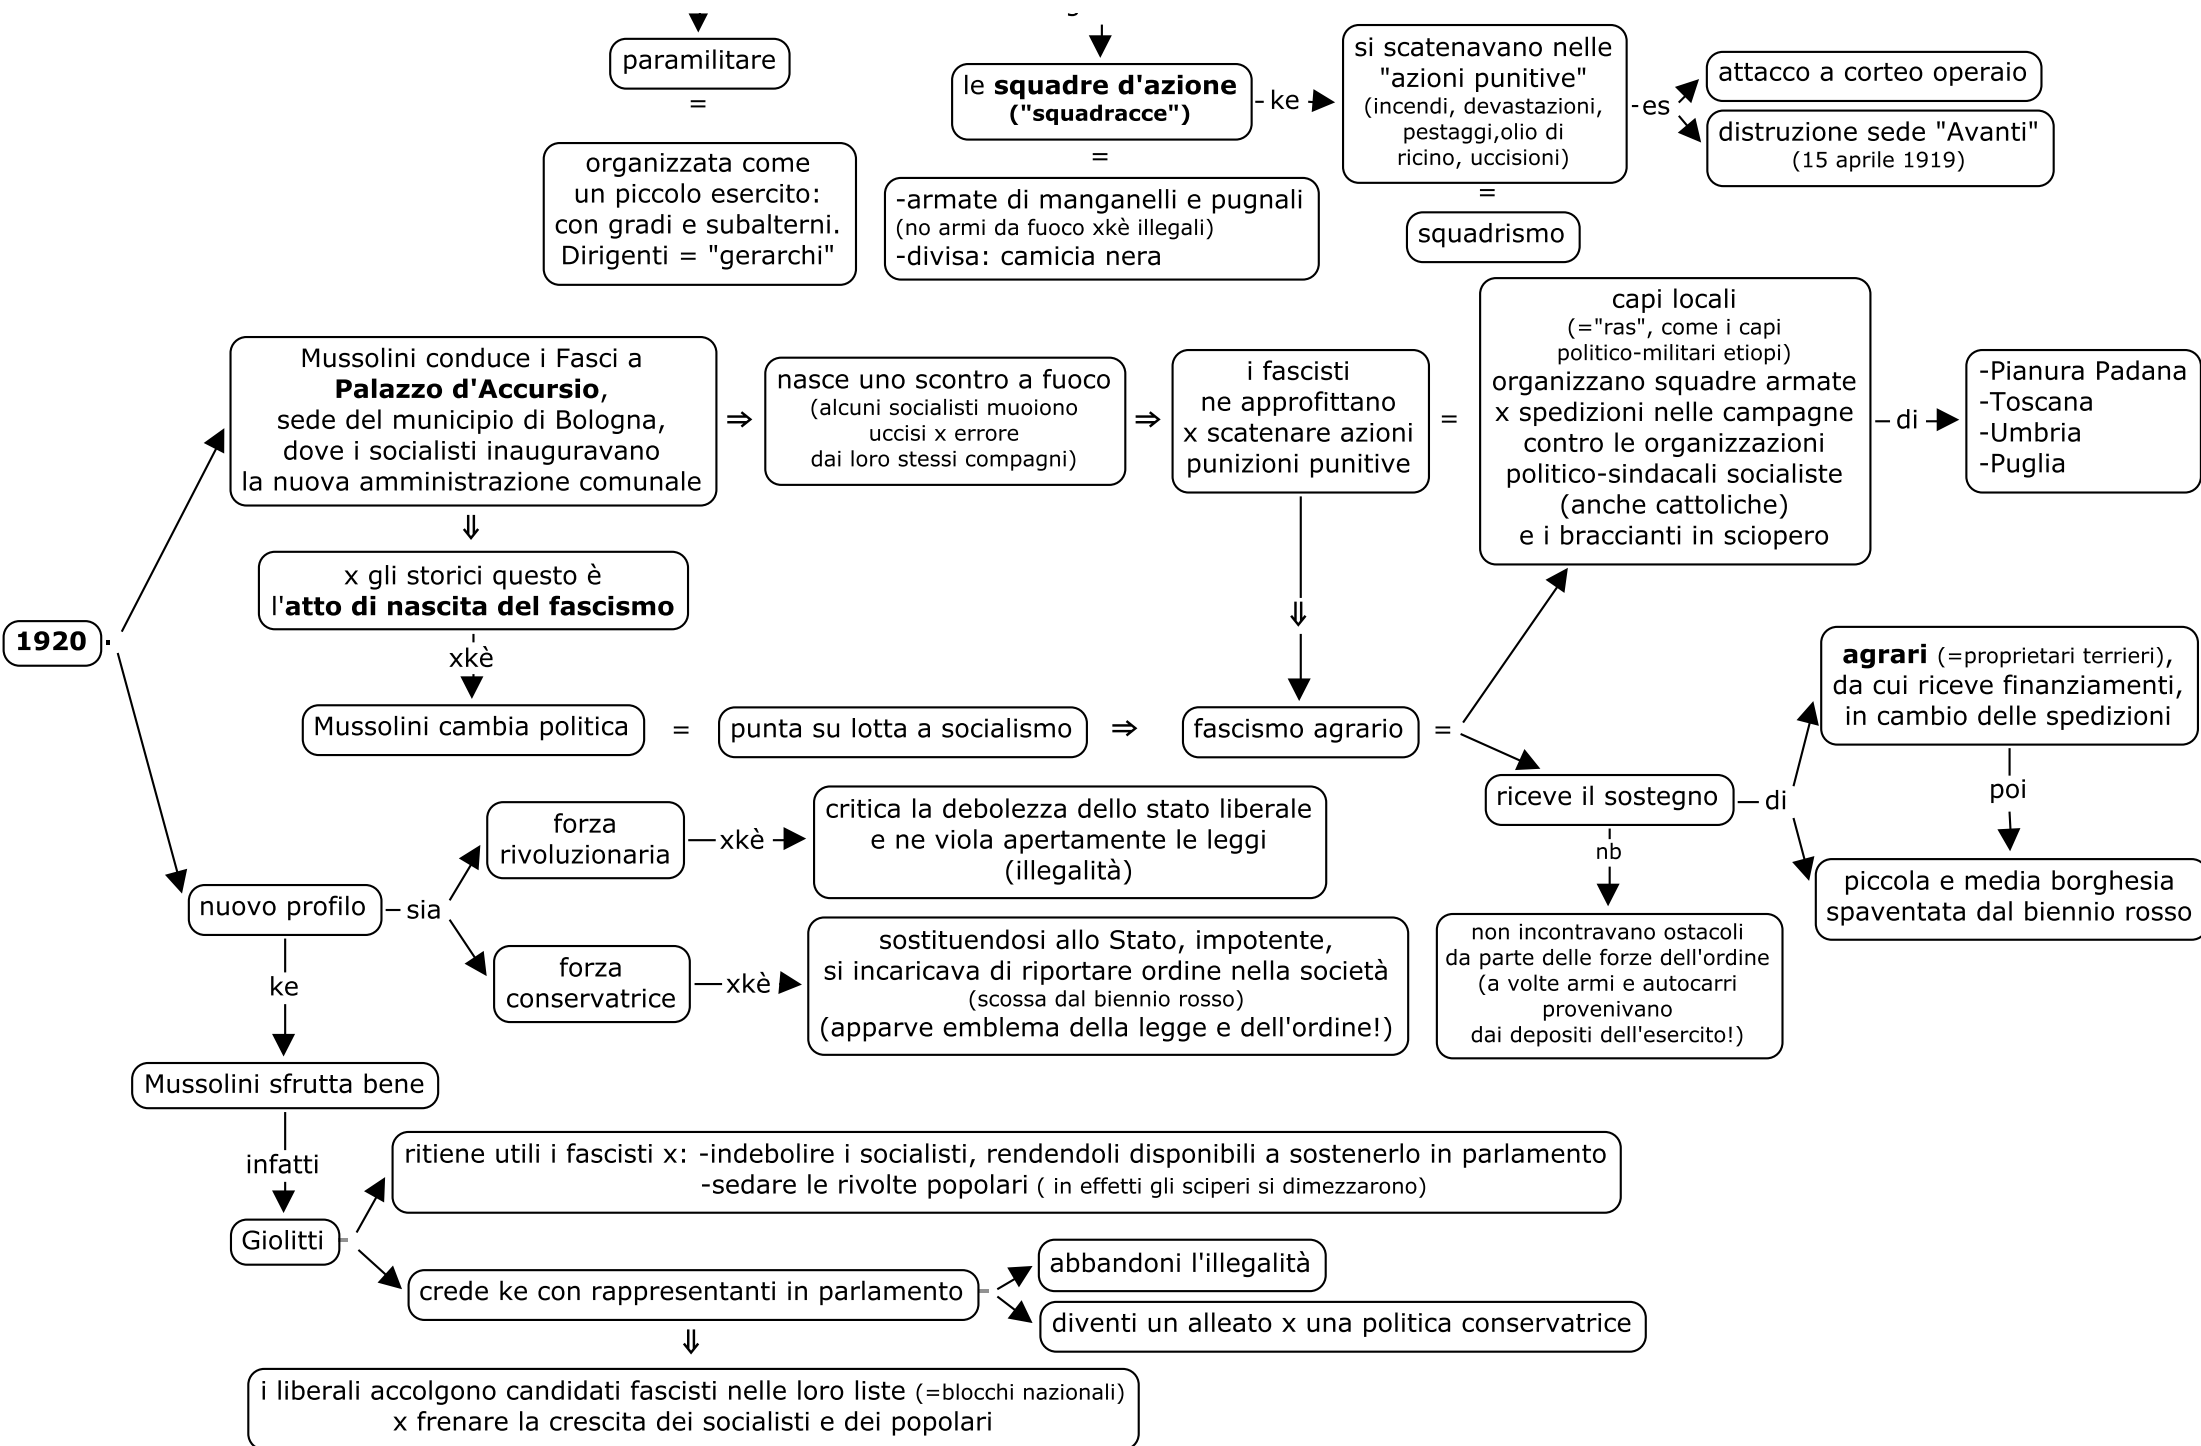 paramilitare
=
organizzata come
un piccolo esercito:
con gradi e subalterni.
Dirigenti = "gerarchi"
le squadre d'azione
("squadracce")
=
-armate di manganelli e pugnali
(no armi da fuoco xkè illegali)
-divisa: camicia nera
ke
si scatenavano nelle
"azioni punitive"
(incendi, devastazioni,
pestaggi,olio di
ricino, uccisioni)
=
squadrismo
es
attacco a corteo operaio
distruzione sede "Avanti"
(15 aprile 1919)
1920
Mussolini conduce i Fasci a
Palazzo d'Accursio,
sede del municipio di Bologna,
dove i socialisti inauguravano
la nuova amministrazione comunale
⇒
nasce uno scontro a fuoco
(alcuni socialisti muoiono
uccisi x errore
dai loro stessi compagni)
⇒
i fascisti
ne approfittano
x scatenare azioni
punizioni punitive
=
capi locali
(="ras", come i capi
politico-militari etiopi)
organizzano squadre armate
x spedizioni nelle campagne
contro le organizzazioni
politico-sindacali socialiste
(anche cattoliche)
e i braccianti in sciopero
di
-Pianura Padana
-Toscana
-Umbria
-Puglia
⇓
x gli storici questo è
l'atto di nascita del fascismo
xkè
Mussolini cambia politica
=
punta su lotta a socialismo
⇒
⇓
fascismo agrario
=
riceve il sostegno
di
agrari (=proprietari terrieri),
da cui riceve finanziamenti,
in cambio delle spedizioni
poi
piccola e media borghesia
spaventata dal biennio rosso
nb
non incontravano ostacoli
da parte delle forze dell'ordine
(a volte armi e autocarri
provenivano
dai depositi dell'esercito!)
nuovo profilo
sia
forza
rivoluzionaria
xkè
critica la debolezza dello stato liberale
e ne viola apertamente le leggi
(illegalità)
forza
conservatrice
xkè
sostituendosi allo Stato, impotente,
si incaricava di riportare ordine nella società
(scossa dal biennio rosso)
(apparve emblema della legge e dell'ordine!)
ke
Mussolini sfrutta bene
infatti
Giolitti
ritiene utili i fascisti x: -indebolire i socialisti, rendendoli disponibili a sostenerlo in parlamento
-sedare le rivolte popolari ( in effetti gli sciperi si dimezzarono)
crede ke con rappresentanti in parlamento
abbandoni l'illegalità
diventi un alleato x una politica conservatrice
⇓
i liberali accolgono candidati fascisti nelle loro liste (=blocchi nazionali)
x frenare la crescita dei socialisti e dei popolari